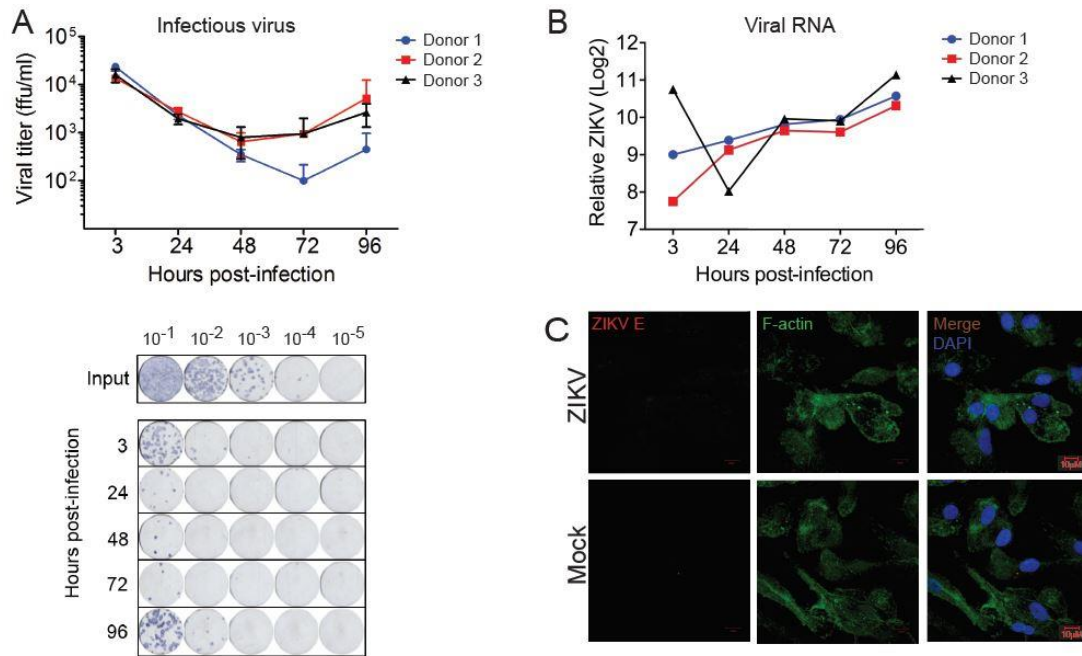 A
Infectious virus
Viral titer (ffu/ml)
10⁵
10⁴
10³
10²
3 24 48 72 96
Hours post-infection
Donor 1
Donor 2
Donor 3
B
Viral RNA
Relative ZIKV (Log2)
12
11
10
9
8
7
3 24 48 72 96
Hours post-infection
Donor 1
Donor 2
Donor 3
10⁻¹ 10⁻² 10⁻³ 10⁻⁴ 10⁻⁵
Input
Hours post-infection
3
24
48
72
96
C
ZIKV E
F-actin
Merge
DAPI
ZIKV
10µM
Mock
10µM